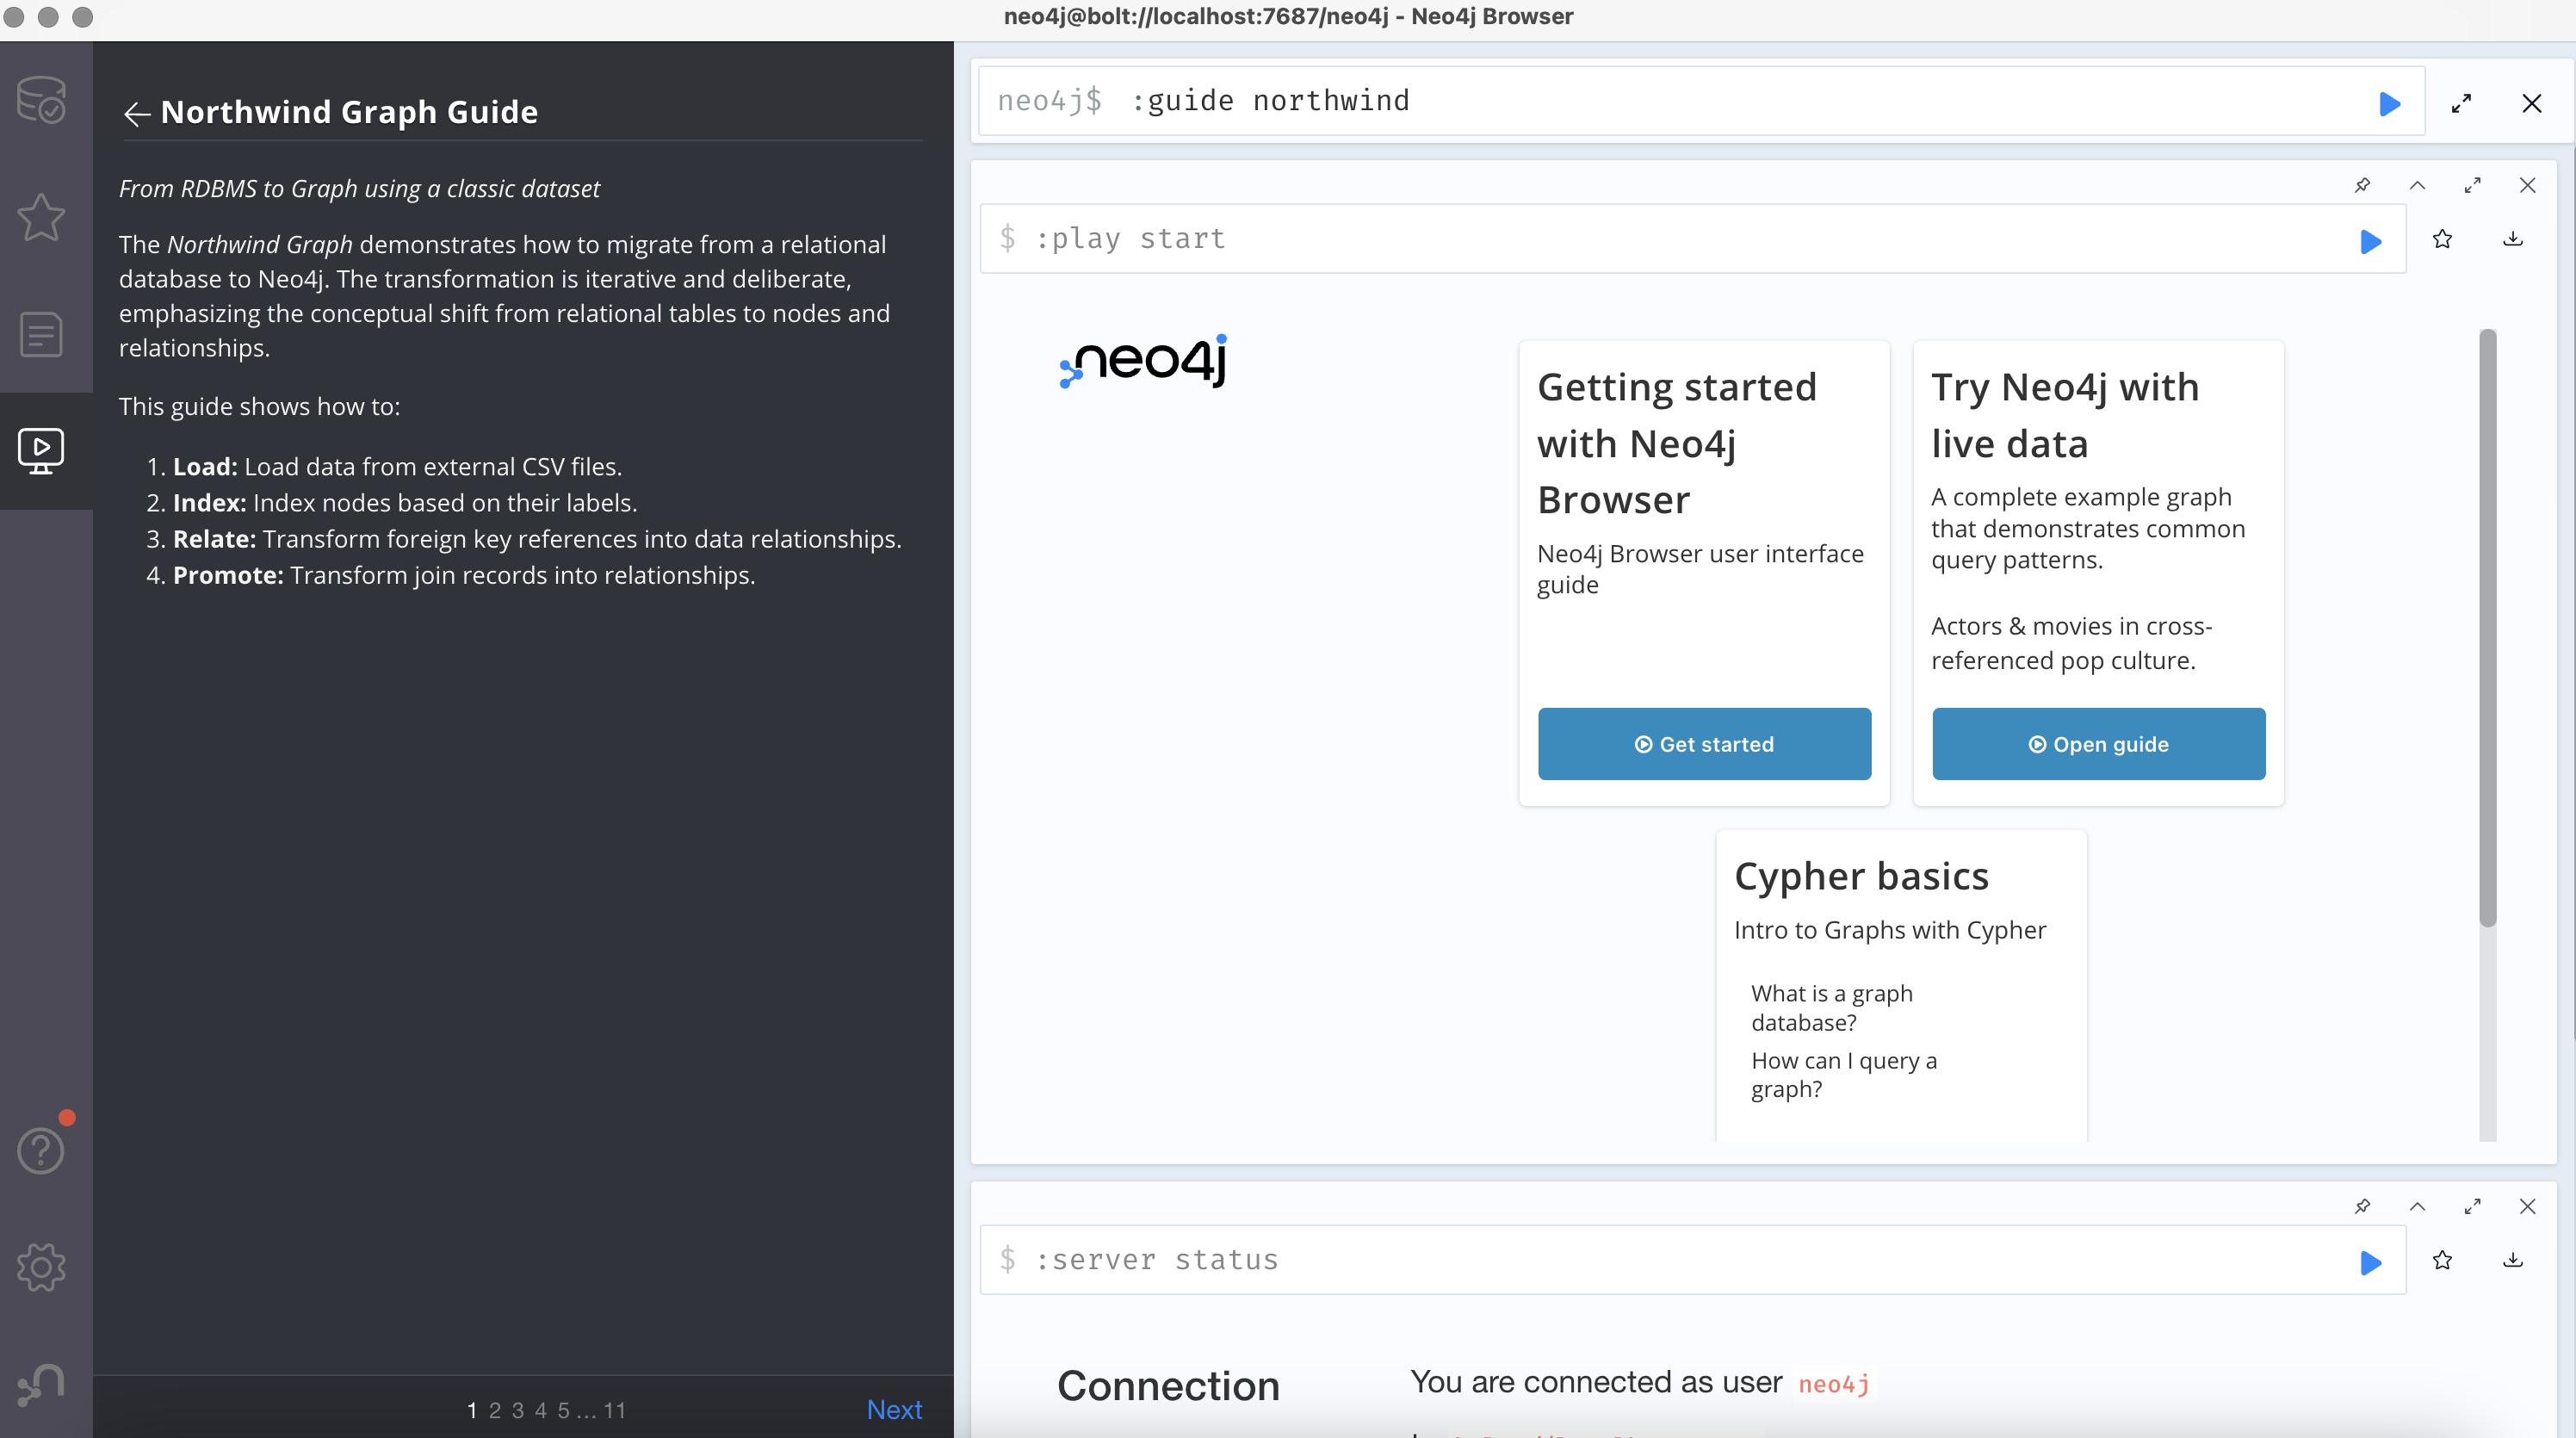 neo4j@bolt://localhost:7687/neo4j - Neo4j Browser
Northwind Graph Guide
From RDBMS to Graph using a classic dataset
The Northwind Graph demonstrates how to migrate from a relational
database to Neo4j. The transformation is iterative and deliberate,
emphasizing the conceptual shift from relational tables to nodes and
relationships.
This guide shows how to:
1. Load: Load data from external CSV files.
2. Index: Index nodes based on their labels.
3. Relate: Transform foreign key references into data relationships.
4. Promote: Transform join records into relationships.
1 2 3 4 5 ... 11
Next
neo4j$ :guide northwind
$ :play start
neo4j
Getting started
with Neo4j
Browser
Neo4j Browser user interface
guide
Get started
Try Neo4j with
live data
A complete example graph
that demonstrates common
query patterns.
Actors & movies in cross-
referenced pop culture.
Open guide
Cypher basics
Intro to Graphs with Cypher
What is a graph
database?
How can I query a
graph?
$ :server status
Connection
You are connected as user neo4j